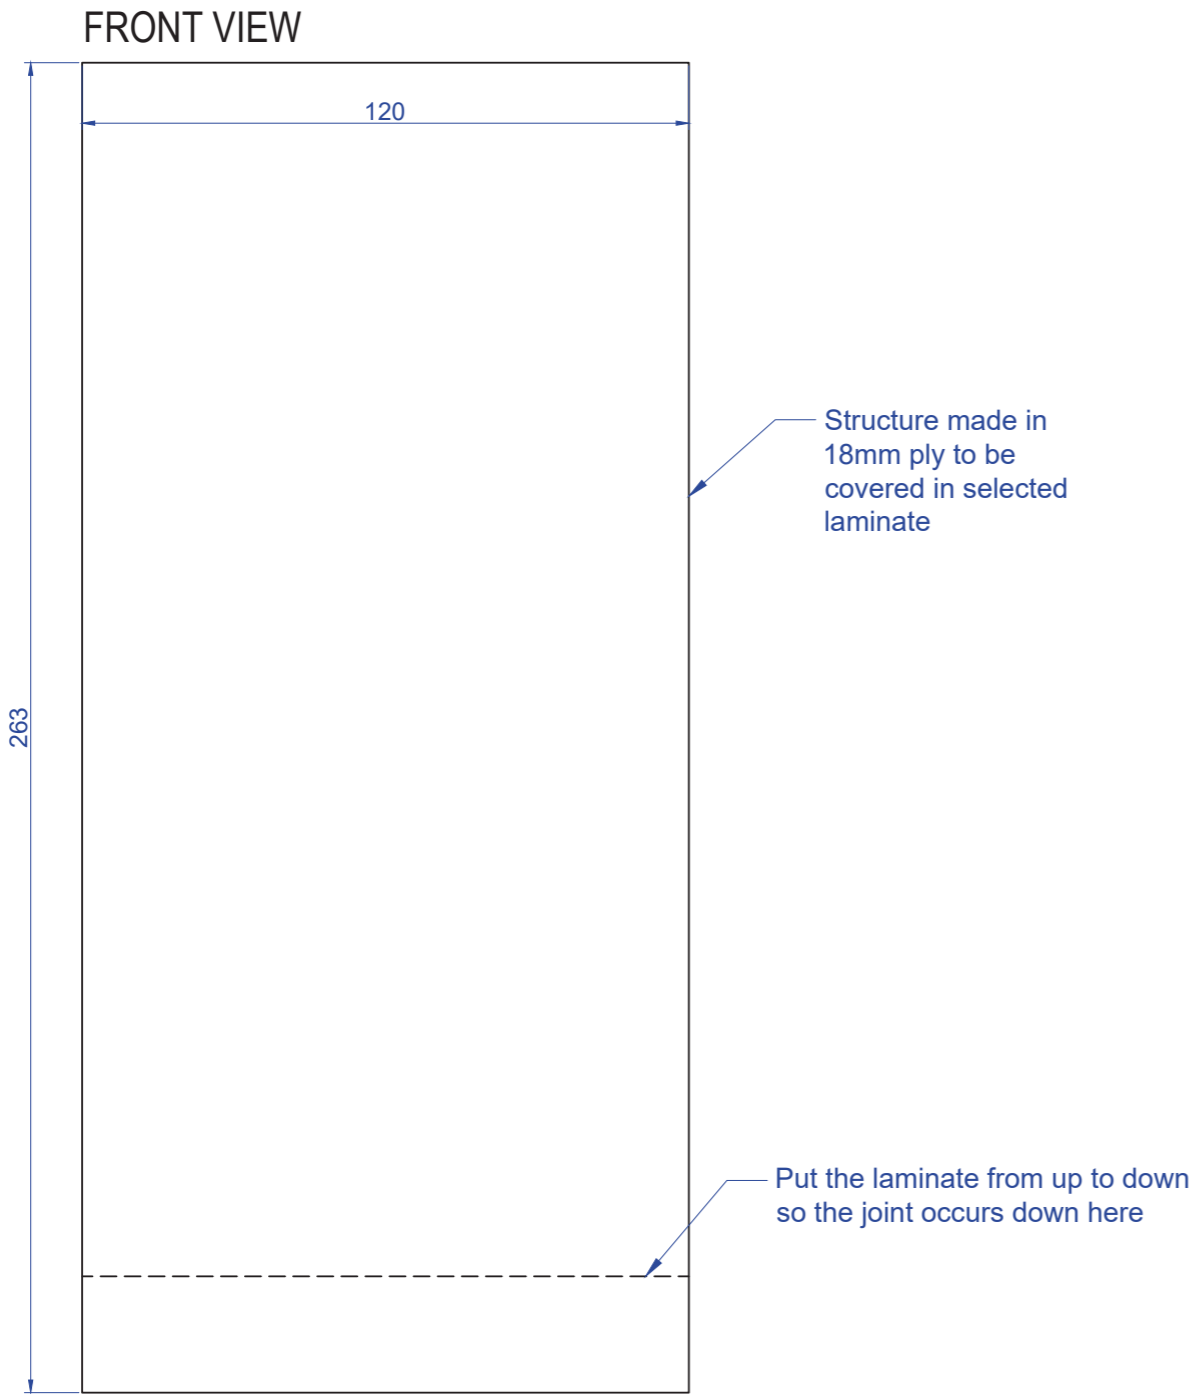 FRONT VIEW
120
Structure made in
18mm ply to be
covered in selected
laminate
263
Put the laminate from up to down
so the joint occurs down here